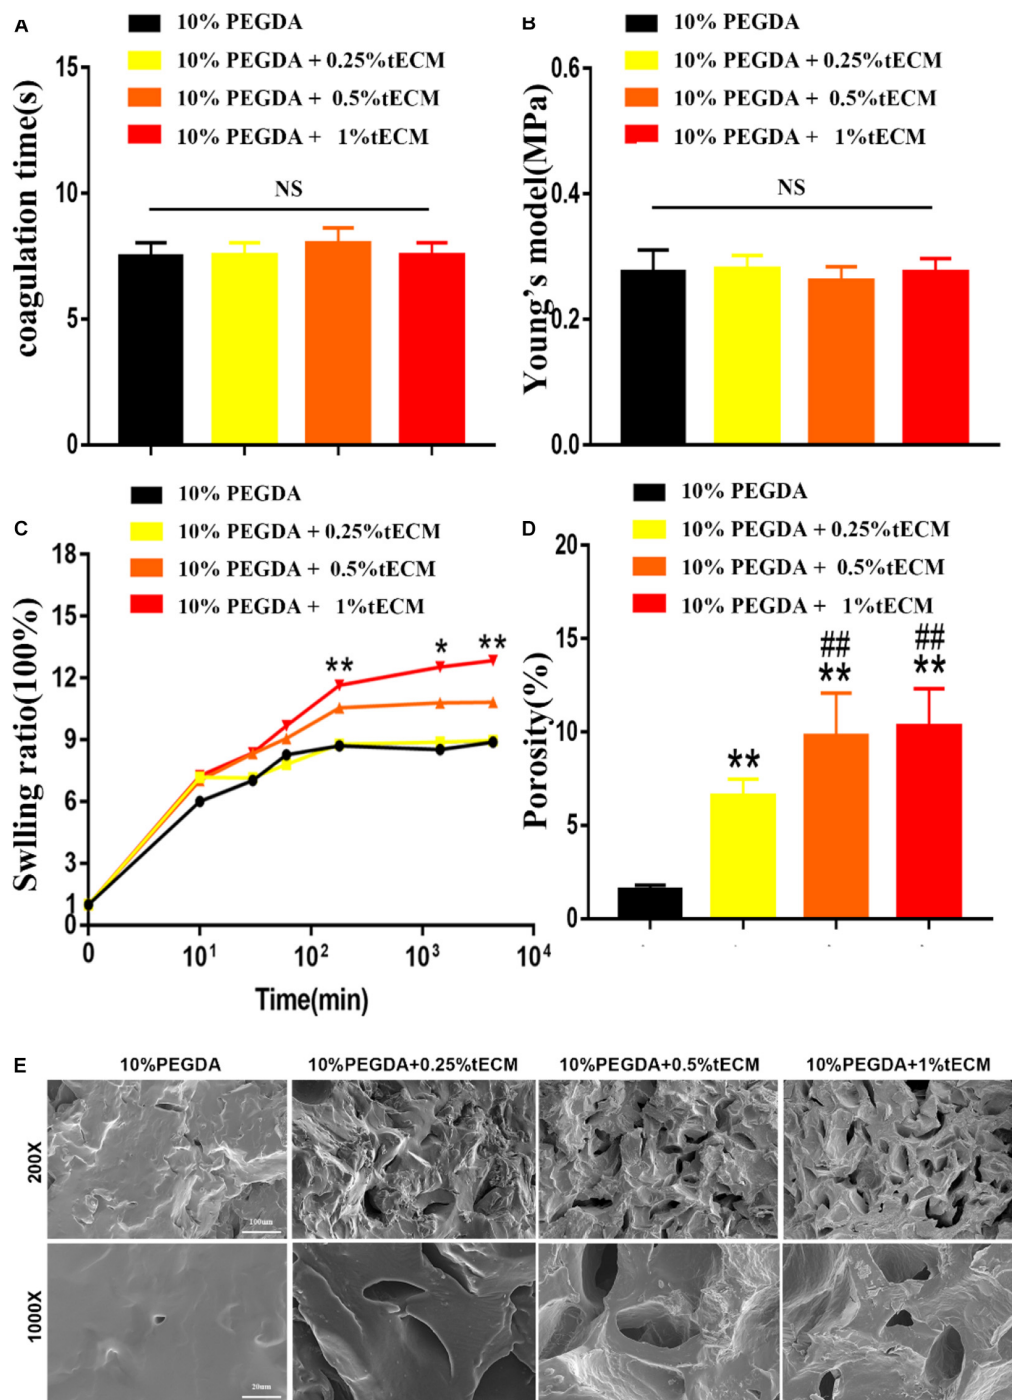 A
10% PEGDA
10% PEGDA + 0.25%tECM
10% PEGDA + 0.5%tECM
10% PEGDA + 1%tECM
coagulation time(s)
15
10
5
0
NS
B
10% PEGDA
10% PEGDA + 0.25%tECM
10% PEGDA + 0.5%tECM
10% PEGDA + 1%tECM
Young's model(MPa)
0.6
0.4
0.2
0.0
NS
C
10% PEGDA
10% PEGDA + 0.25%tECM
10% PEGDA + 0.5%tECM
10% PEGDA + 1%tECM
Swlling ratio(100%)
18
15
12
9
6
3
1
0
** * **
0 10¹ 10² 10³ 10⁴
Time(min)
D
10% PEGDA
10% PEGDA + 0.25%tECM
10% PEGDA + 0.5%tECM
10% PEGDA + 1%tECM
Porosity(%)
20
15
10
5
0
## ##
** ** **
E
10%PEGDA 10%PEGDA+0.25%tECM 10%PEGDA+0.5%tECM 10%PEGDA+1%tECM
200X
100um
1000X
20um